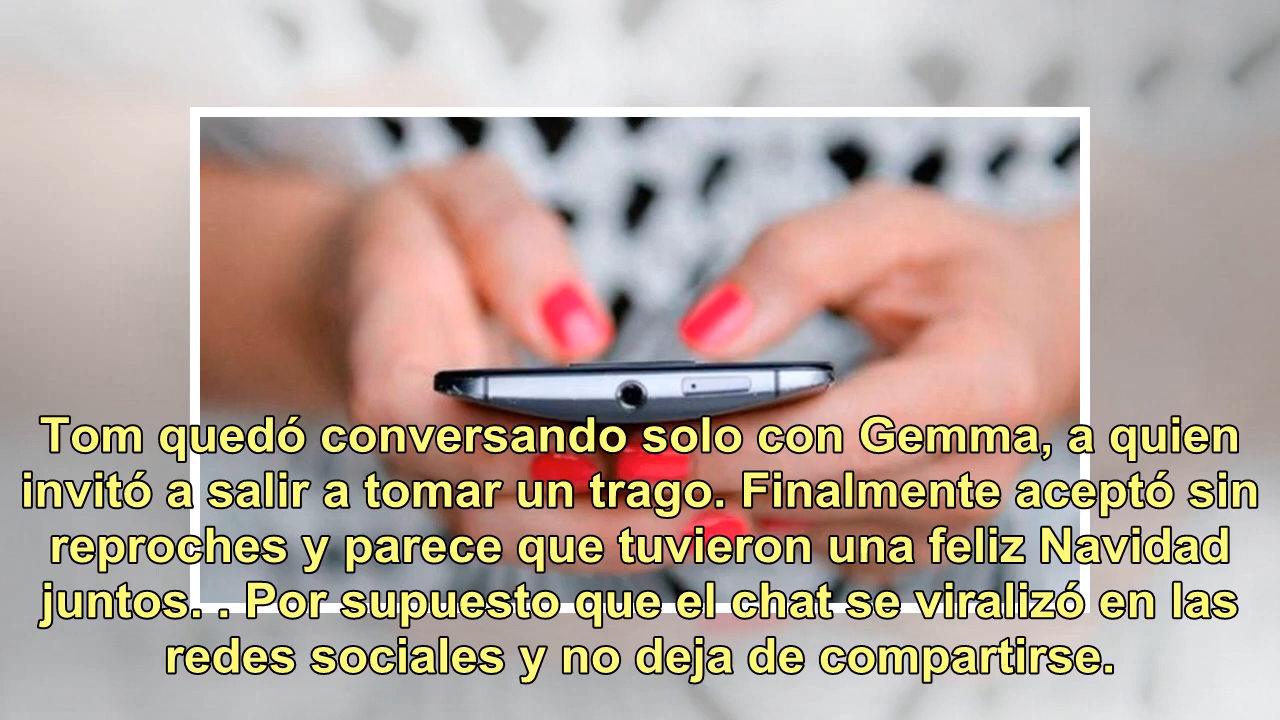 Tom quedó conversando solo con Gemma, a quien
invitó a salir a tomar un trago. Finalmente aceptó sin
reproches y parece que tuvieron una feliz Navidad
juntos. . Por supuesto que el chat se viralizó en las
redes sociales y no deja de compartirse.